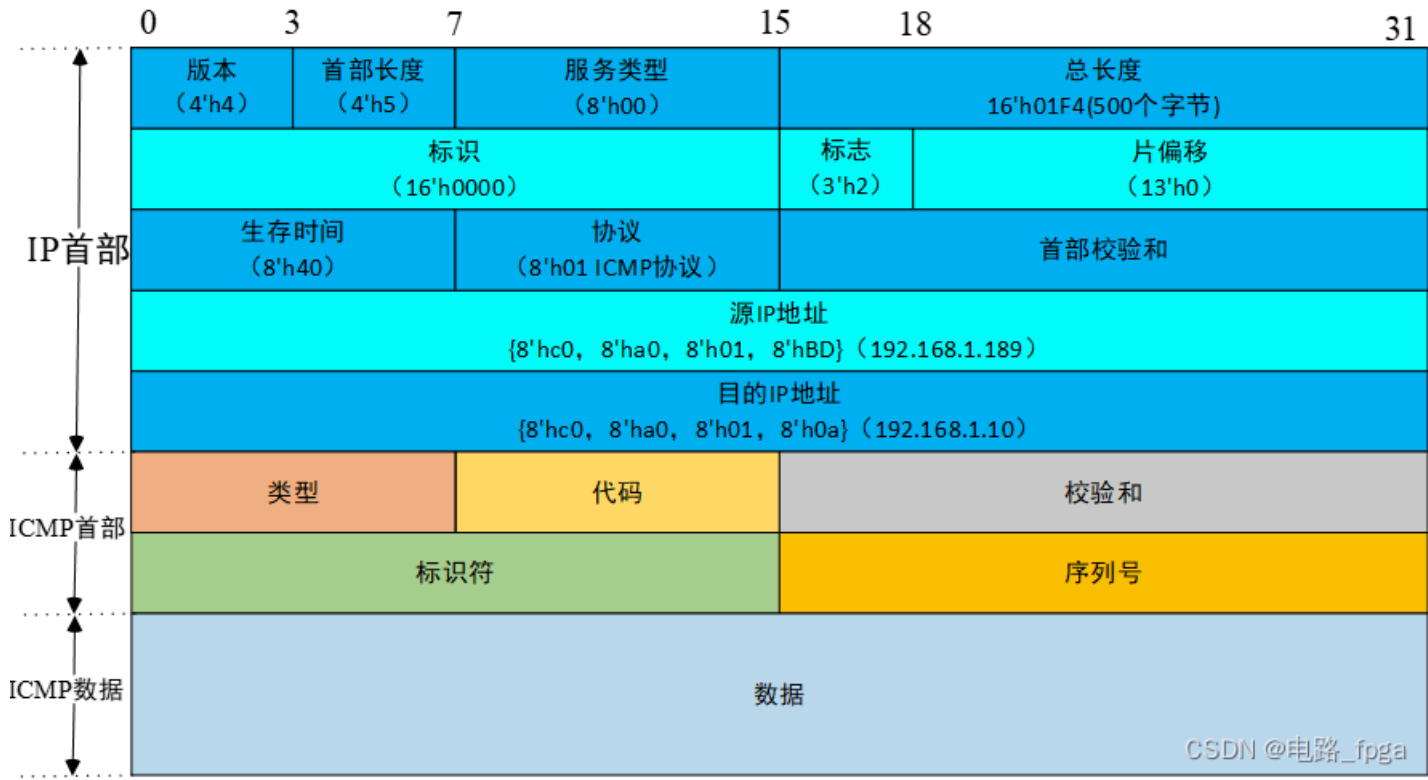 0 3 7 15 18 31
版本 首部长度 服务类型 总长度
（4'h4） （4'h5） （8'h00） 16'h01F4(500个字节)
标识 标志 片偏移
（16'h0000） （3'h2） （13'h0）
IP首部
生存时间 协议 首部校验和
（8'h40） （8'h01 ICMP协议）
源IP地址
{8'hc0，8'ha0，8'h01，8'hBD}（192.168.1.189）
目的IP地址
{8'hc0，8'ha0，8'h01，8'h0a}（192.168.1.10）
ICMP首部
类型 代码 校验和
标识符 序列号
ICMP数据
数据
CSDN @电路_fpga